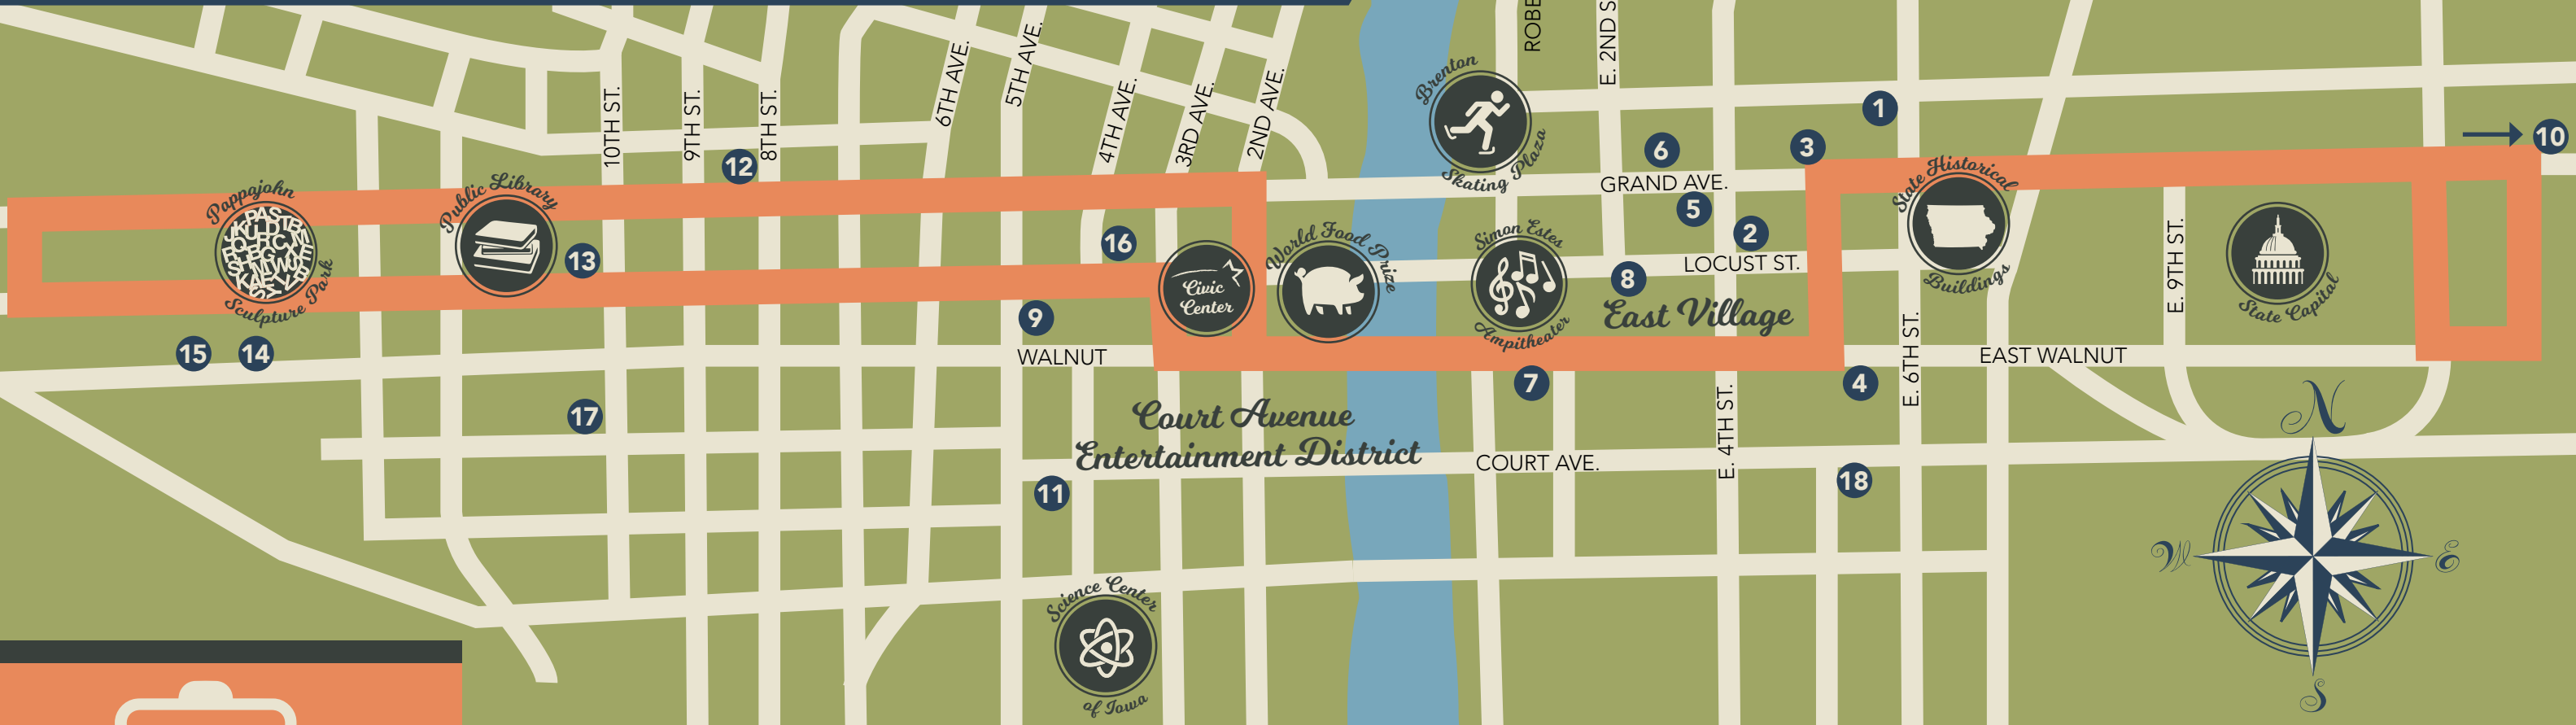 6TH AVE.
5TH AVE.
4TH AVE.
3RD AVE.
2ND AVE.
10TH ST.
9TH ST.
8TH ST.
ROBE
E. 2ND S
Brenton
Skating Plaza
1
6
3
10
12
GRAND AVE.
5
2
Pappajohn
Sculpture Park
Public Library
13
16
Civic
Center
World Food Prize
Simon Estes
Ampitheater
8
LOCUST ST.
East Village
State Historical
Buildings
E. 9TH ST.
State Capital
9
15
14
WALNUT
7
4
E. 6TH ST.
EAST WALNUT
17
Court Avenue
Entertainment District
COURT AVE.
E. 4TH ST.
11
18
N
W
E
S
Science Center
of Iowa